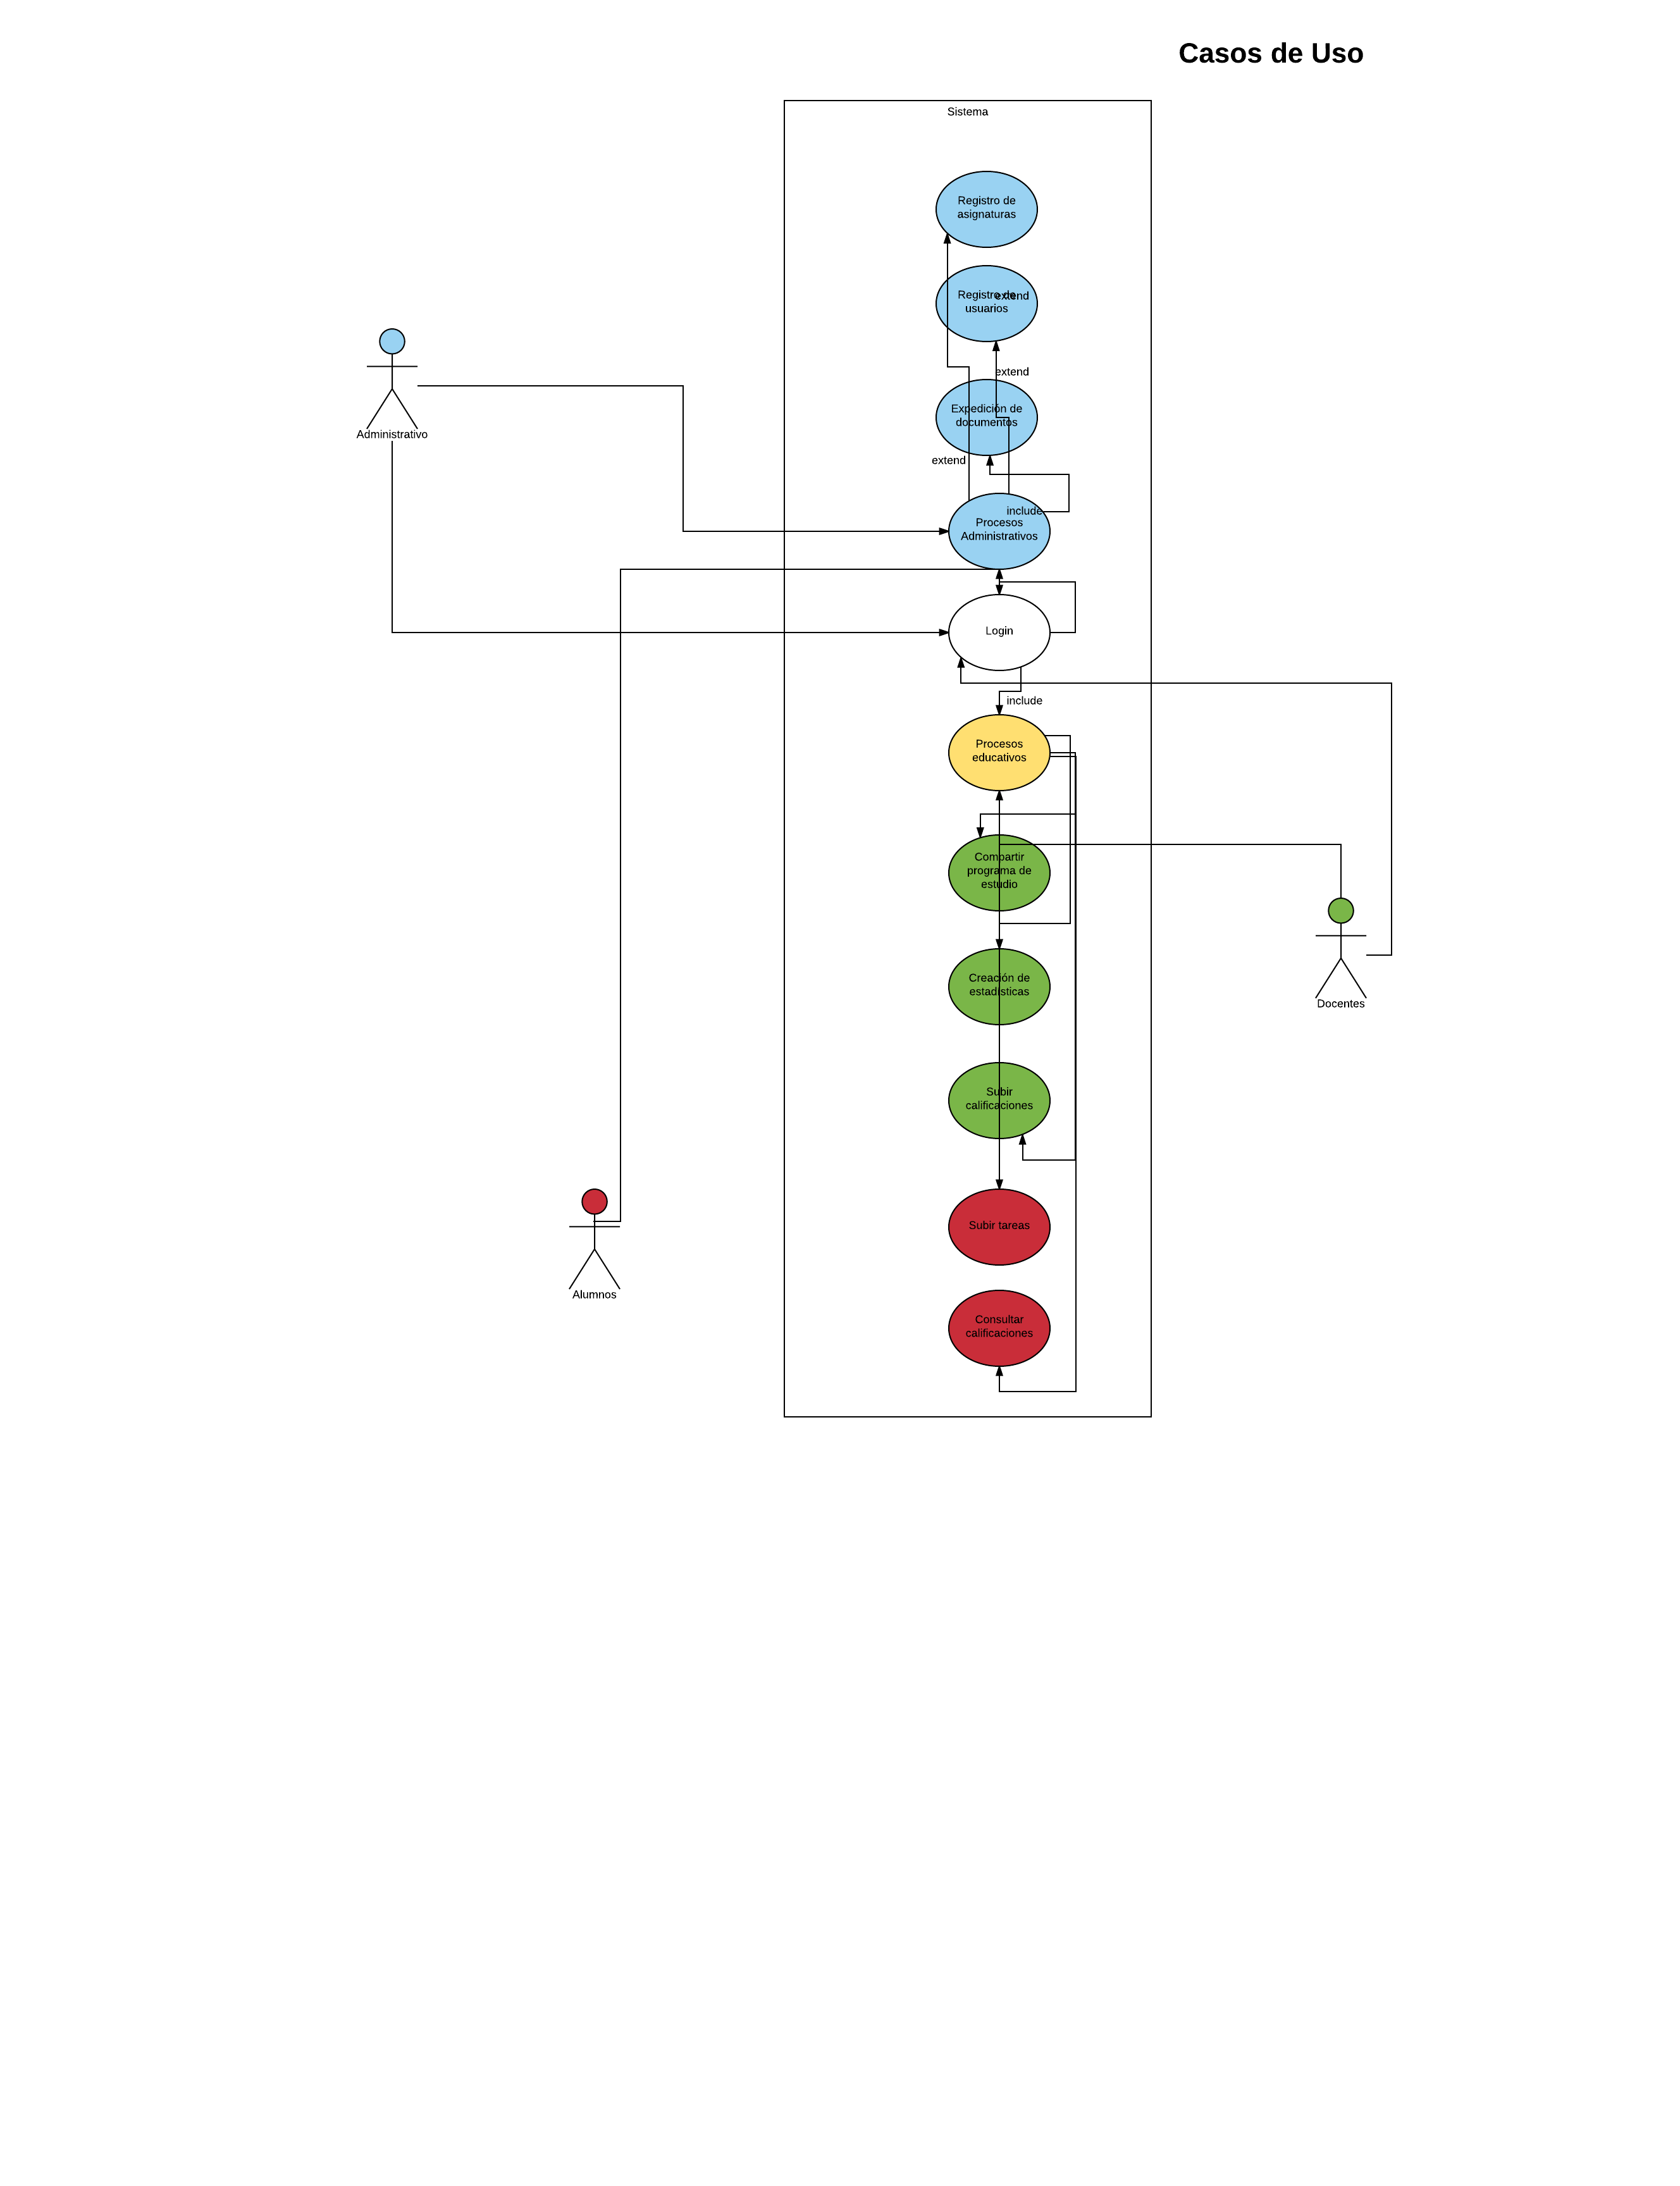 Casos de Uso
Sistema
Registro de
asignaturas
Registro de
usuarios
extend
extend
Expedición de
documentos
Administrativo
extend
include
Procesos
Administrativos
Login
include
Procesos
educativos
Compartir
programa de
estudio
Creación de
estadísticas
Docentes
Subir
calificaciones
Subir tareas
Alumnos
Consultar
calificaciones